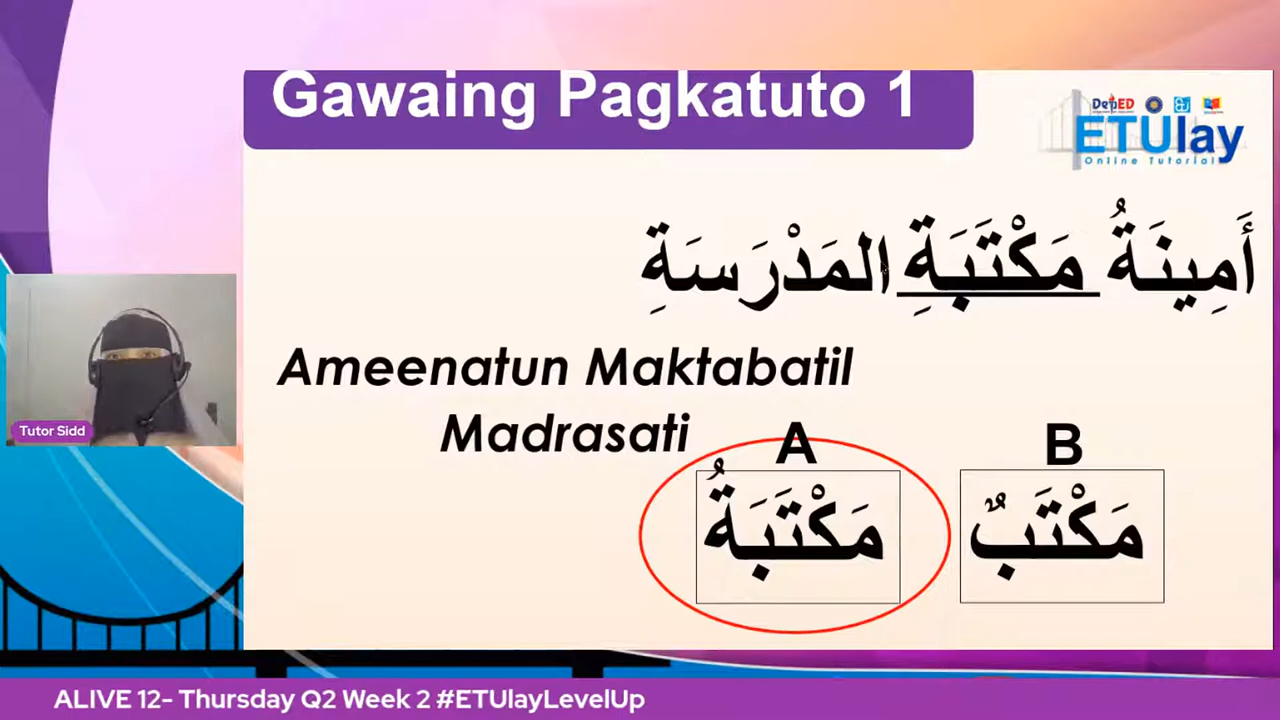 Gawaing Pagkatuto 1
DepED
ETUlay
Online Tutorial
أَمِينَةُ مَكْتَبَةِ المَدْرَسَةِ
Ameenatun Maktabatil
Madrasati
A
B
مَكْتَبَةُ
مَكْتَبٌ
Tutor Sidd
ALIVE 12- Thursday Q2 Week 2 #ETUlayLevelUp